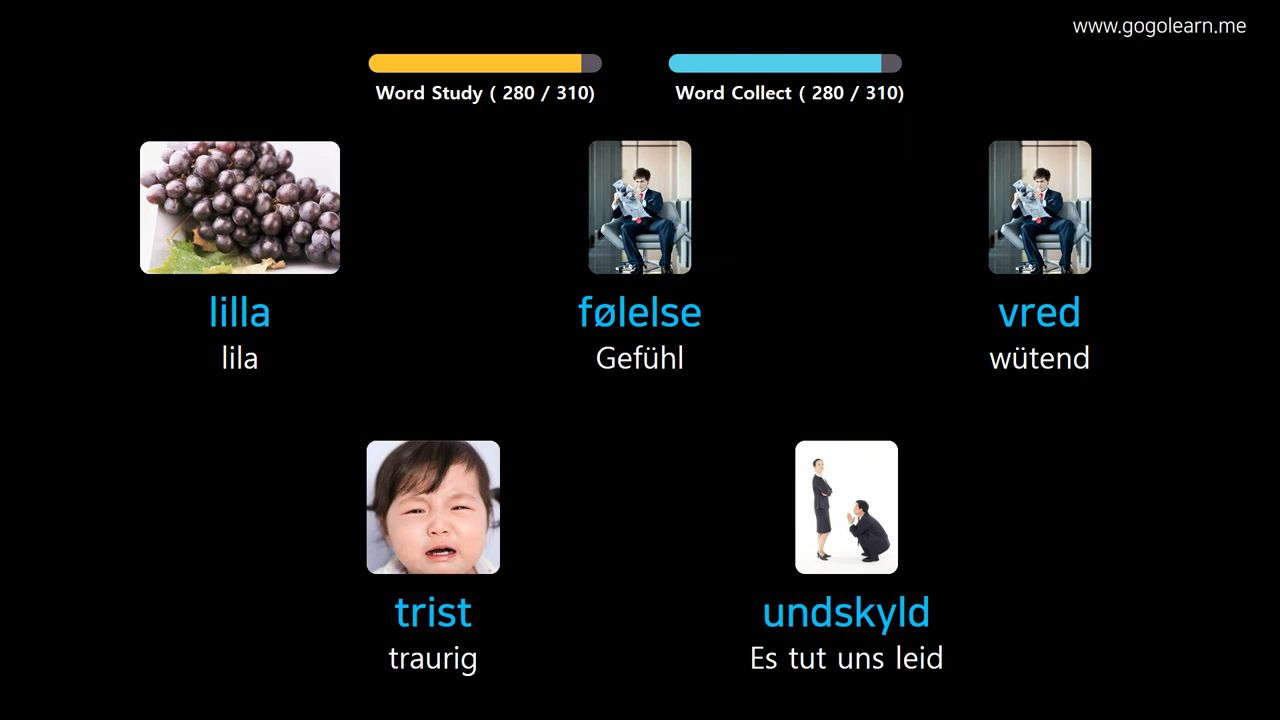 www.gogolearn.me
Word Study ( 280 / 310)
Word Collect ( 280 / 310)
lilla
lila
følelse
Gefühl
vred
wütend
trist
traurig
undskyld
Es tut uns leid